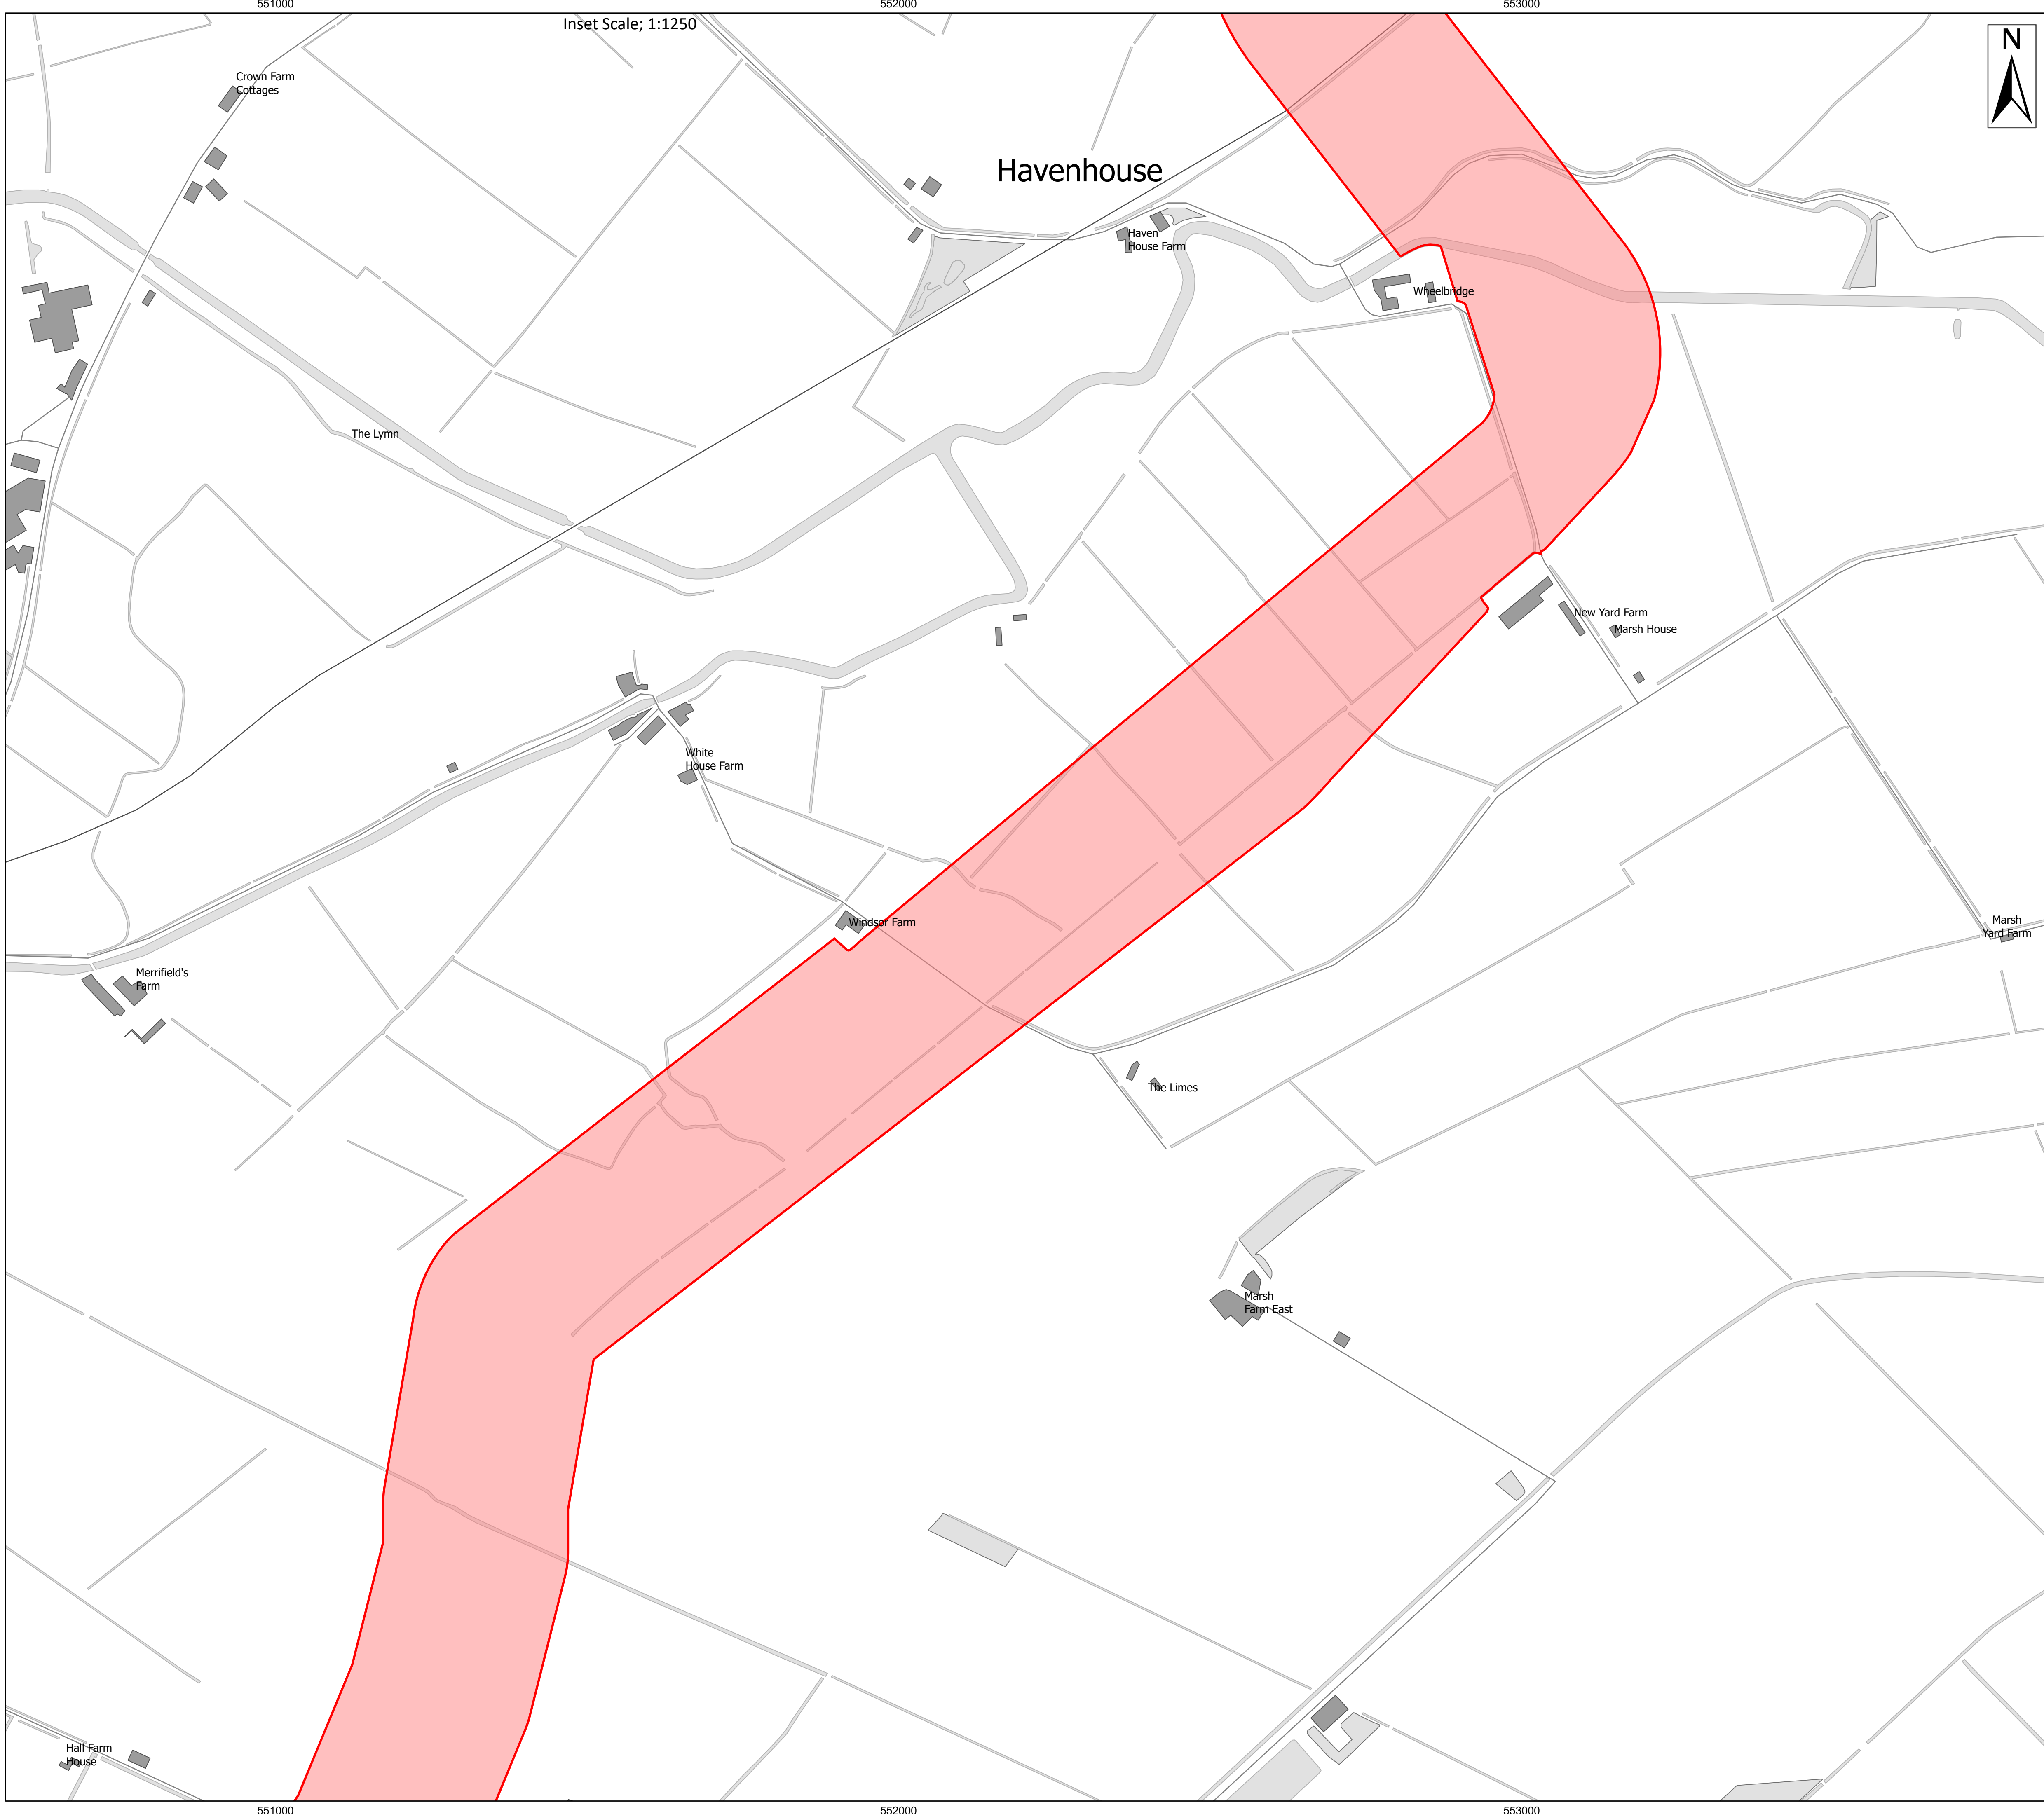 551000
552000
553000
Inset Scale; 1:1250
N
Crown Farm
Cottages
Havenhouse
Haven
House Farm
Wheelbridge
The Lymn
New Yard Farm
Marsh House
White
House Farm
Windsor Farm
Marsh
Yard Farm
Merrifield's
Farm
The Limes
Marsh
Farm East
Hall Farm
House
551000
552000
553000